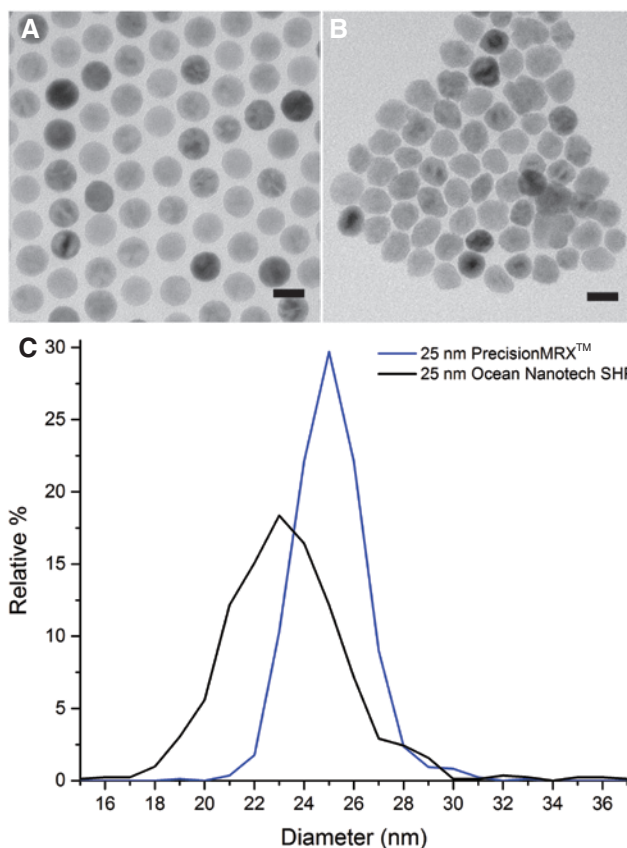 A
B
C
25 nm PrecisionMRX™
25 nm Ocean Nanotech SHP
30
25
20
15
10
5
0
Relative %
16 18 20 22 24 26 28 30 32 34 36
Diameter (nm)